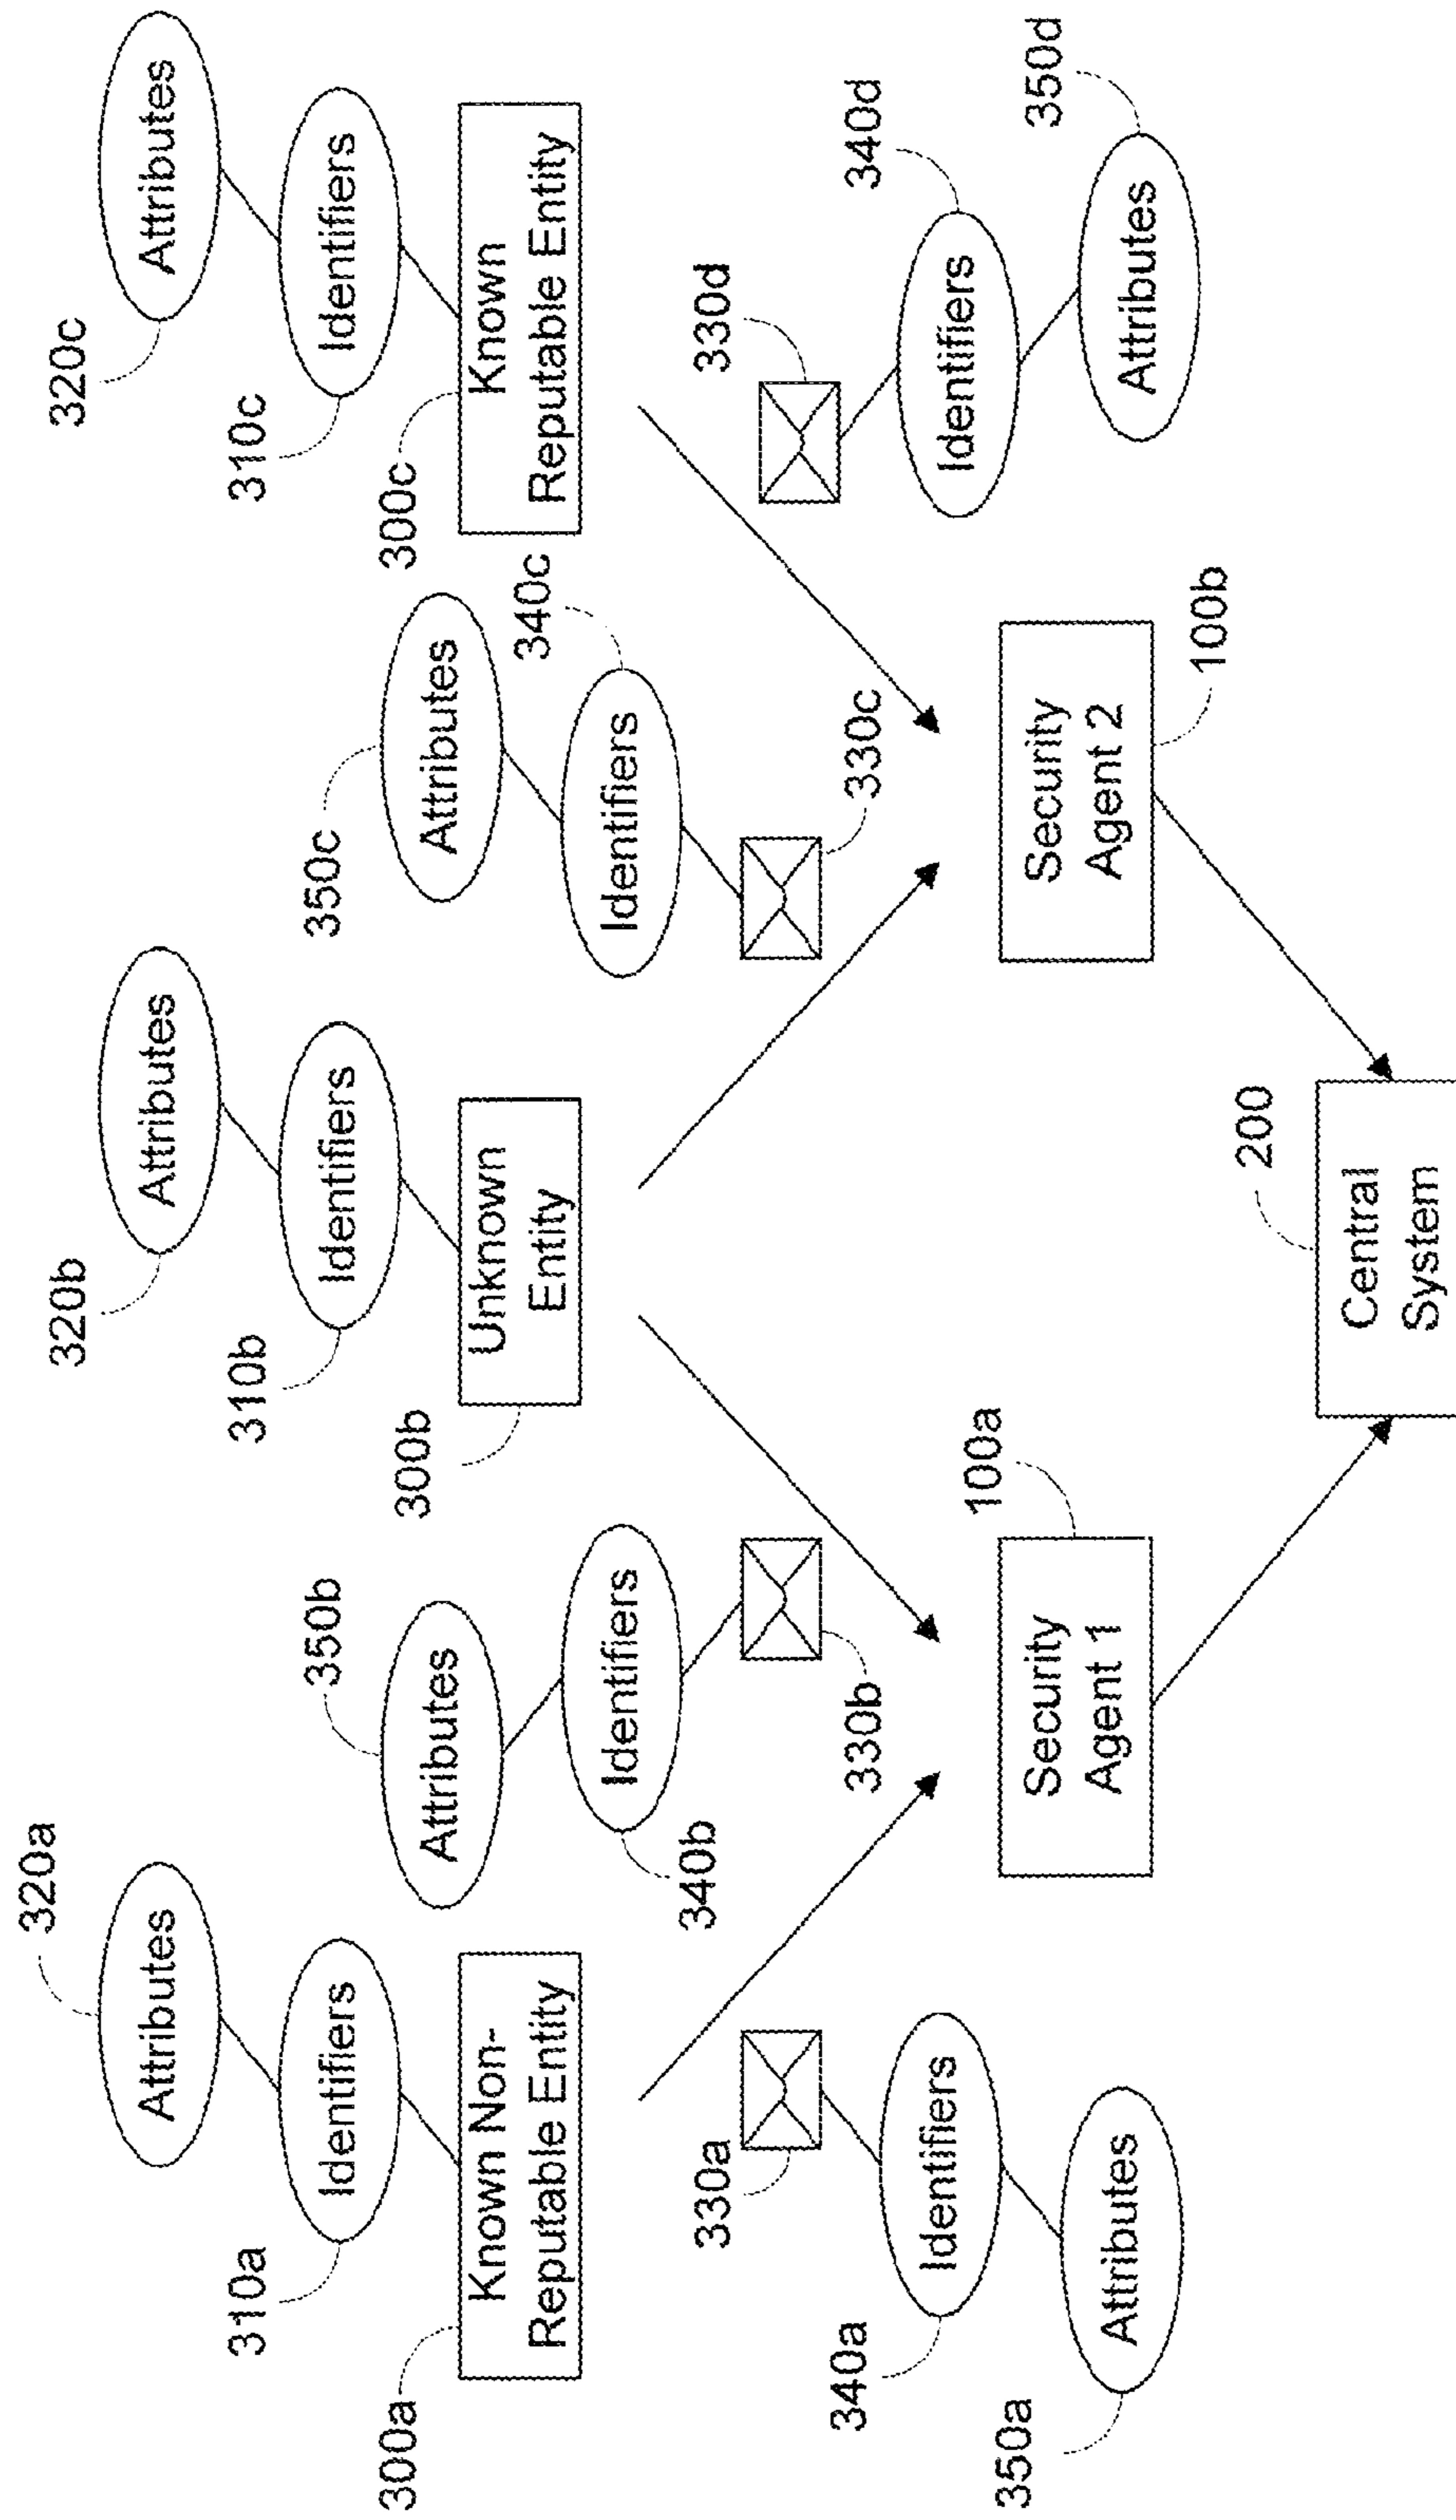 320a
Attributes
310a
Identifiers
300a
Known Non-
Reputable Entity
320b
Attributes
310b
Identifiers
300b
Unknown
Entity
320c
Attributes
310c
Identifiers
300c
Known
Reputable Entity
350b
Attributes
340b
Identifiers
330b
350c
Attributes
340c
Identifiers
330c
330a
340a
Identifiers
350a
Attributes
330d
340d
Identifiers
350d
Attributes
100a
Security
Agent 1
Security
Agent 2
100b
200
Central
System